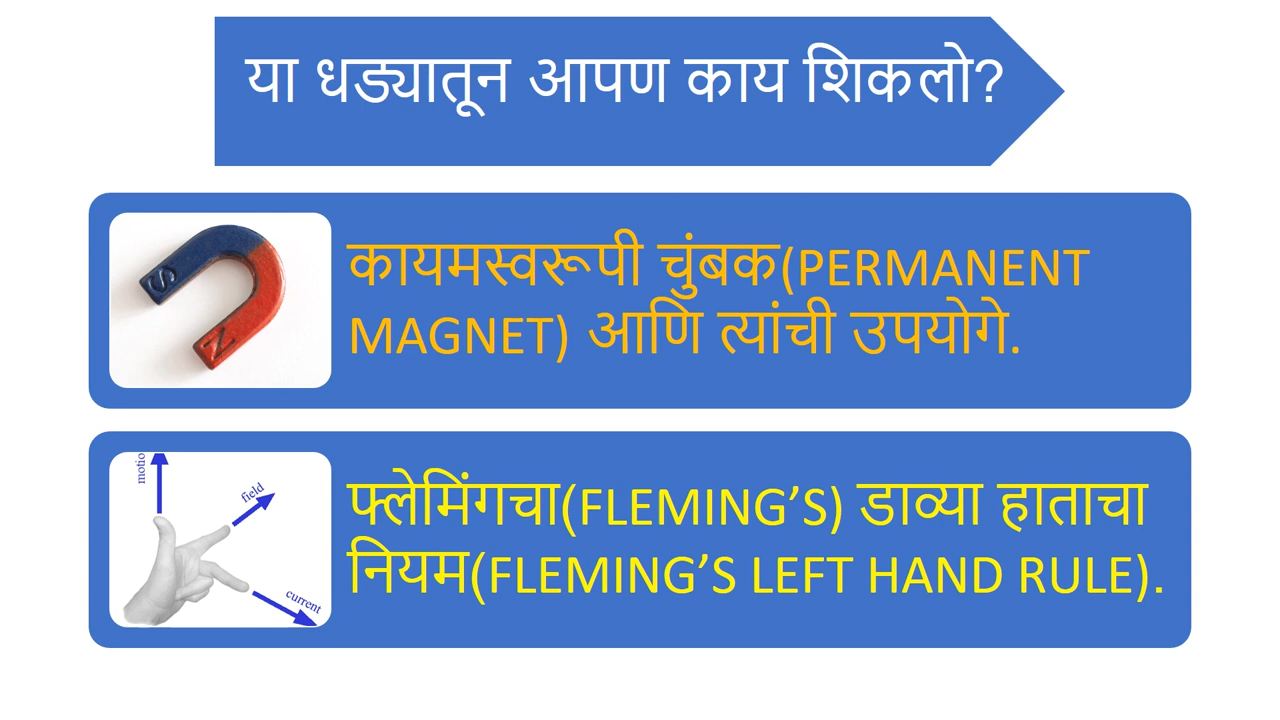 या धड्यातून आपण काय शिकलो?
कायमस्वरूपी चुंबक(PERMANENT
MAGNET) आणि त्यांची उपयोगे.
S
N
फ्लेमिंगचा(FLEMING’S) डाव्या हाताचा
नियम(FLEMING’S LEFT HAND RULE).
motio
field
current